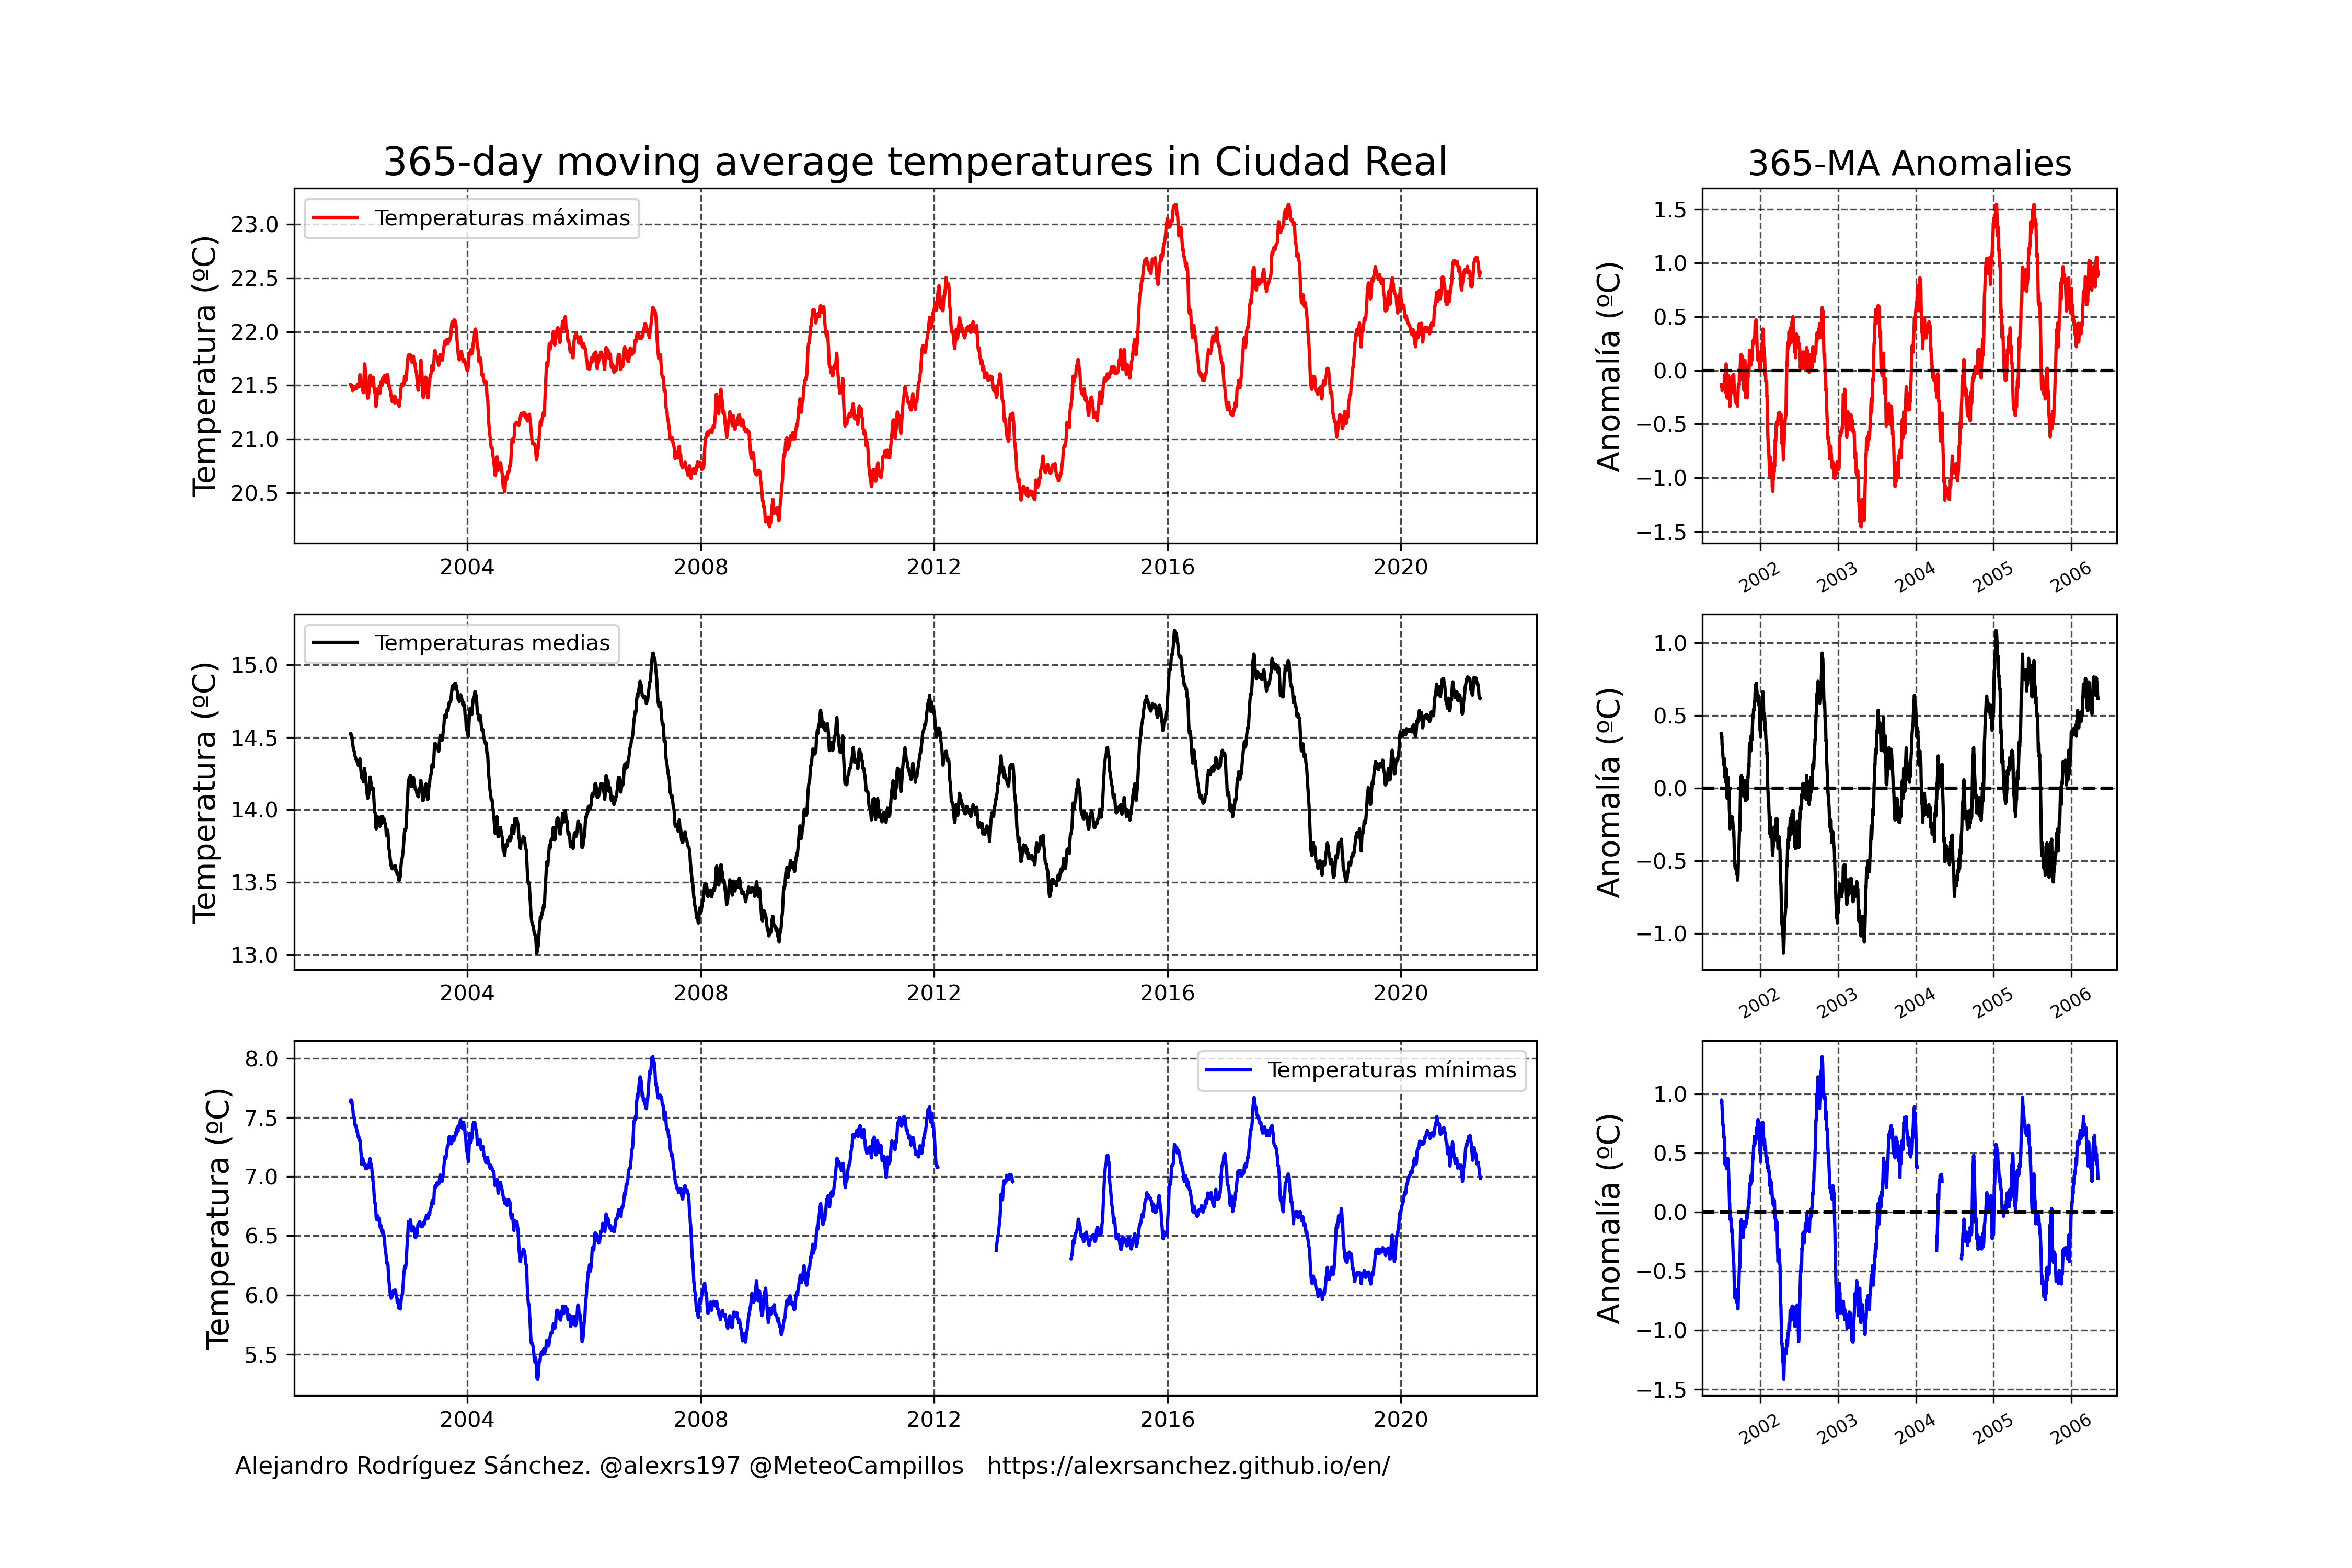 365-day moving average temperatures in Ciudad Real
Temperatura (ºC)
23.0
22.5
22.0
21.5
21.0
20.5
Temperaturas máximas
2004 2008 2012 2016 2020
365-MA Anomalies
Anomalía (ºC)
1.5
1.0
0.5
0.0
−0.5
−1.0
−1.5
2002 2003 2004 2005 2006
Temperatura (ºC)
15.0
14.5
14.0
13.5
13.0
Temperaturas medias
2004 2008 2012 2016 2020
Anomalía (ºC)
1.0
0.5
0.0
−0.5
−1.0
2002 2003 2004 2005 2006
Temperatura (ºC)
8.0
7.5
7.0
6.5
6.0
5.5
Temperaturas mínimas
2004 2008 2012 2016 2020
Anomalía (ºC)
1.0
0.5
0.0
−0.5
−1.0
−1.5
2002 2003 2004 2005 2006
Alejandro Rodríguez Sánchez. @alexrs197 @MeteoCampillos https://alexrsanchez.github.io/en/